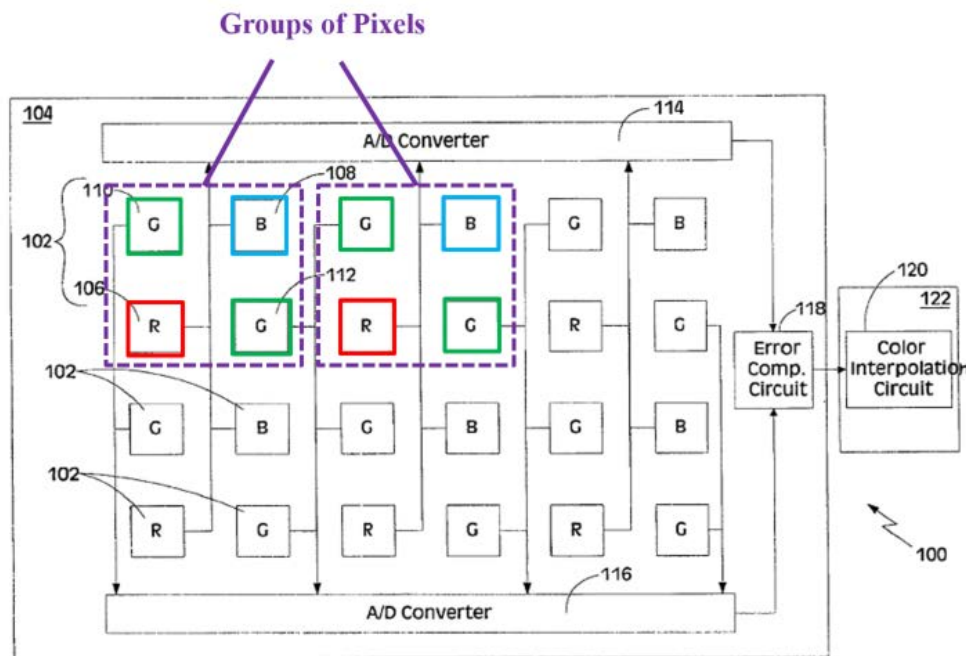 Groups of Pixels
104
114
A/D Converter
110
108
G B G B G B
102
106
112
R G R G R G
120
122
118
Error Comp. Circuit
Color Interpolation Circuit
102
G B G B G B
102
R G R G R G
100
116
A/D Converter